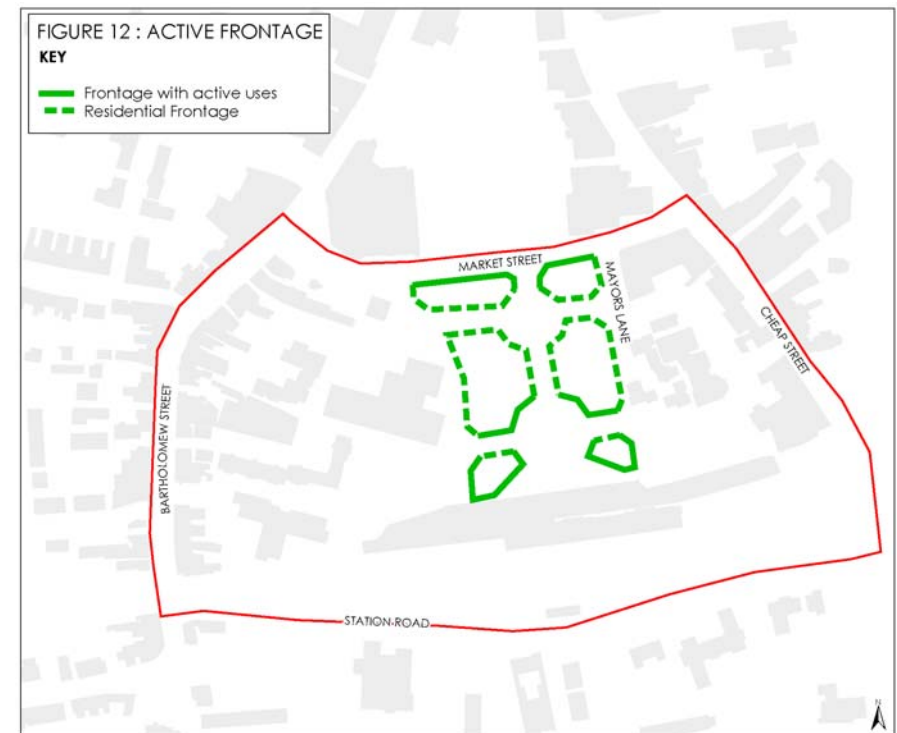 FIGURE 12 : ACTIVE FRONTAGE
KEY
Frontage with active uses
Residential Frontage
MARKET STREET
MAYORS LANE
CHEAP STREET
BARTHOLOMEW STREET
STATION ROAD
N